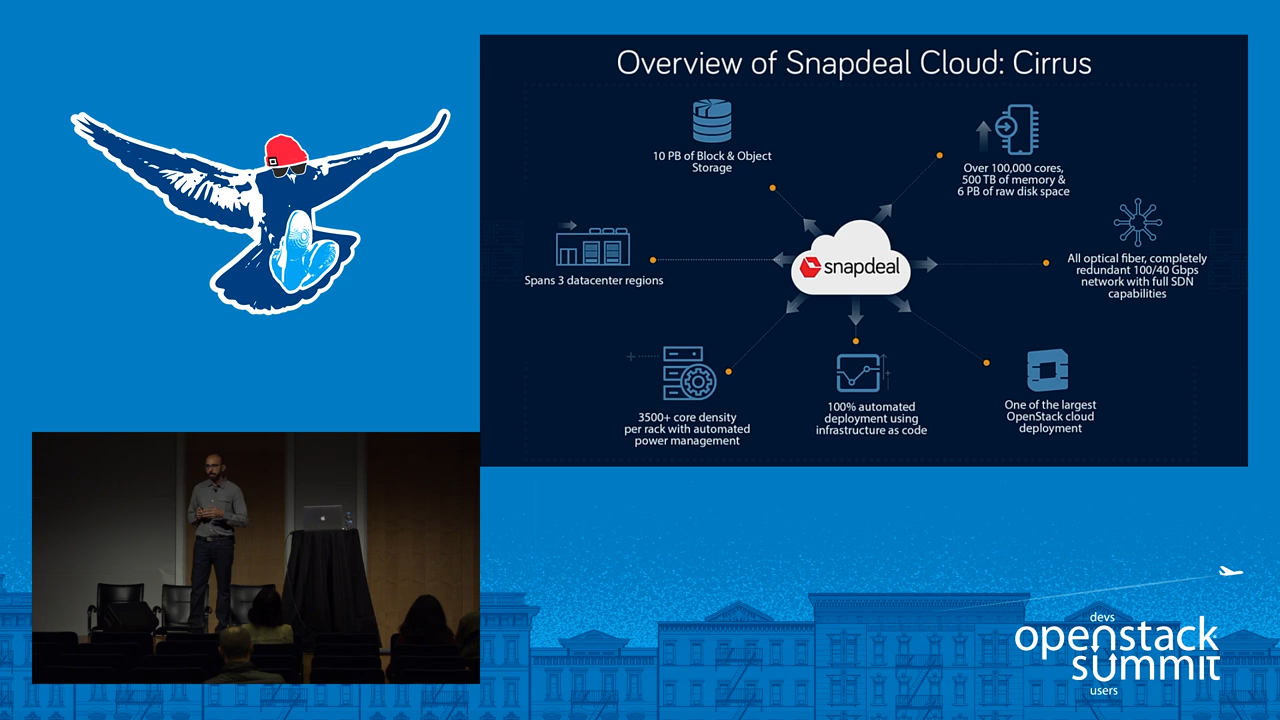 Overview of Snapdeal Cloud: Cirrus
10 PB of Block & Object
Storage
Over 100,000 cores,
500 TB of memory &
6 PB of raw disk space
Spans 3 datacenter regions
snapdeal
All optical fiber, completely
redundant 100/40 Gbps
network with full SDN
capabilities
3500+ core density
per rack with automated
power management
100% automated
deployment using
infrastructure as code
One of the largest
OpenStack cloud
deployment
devs
openstack
summit
users